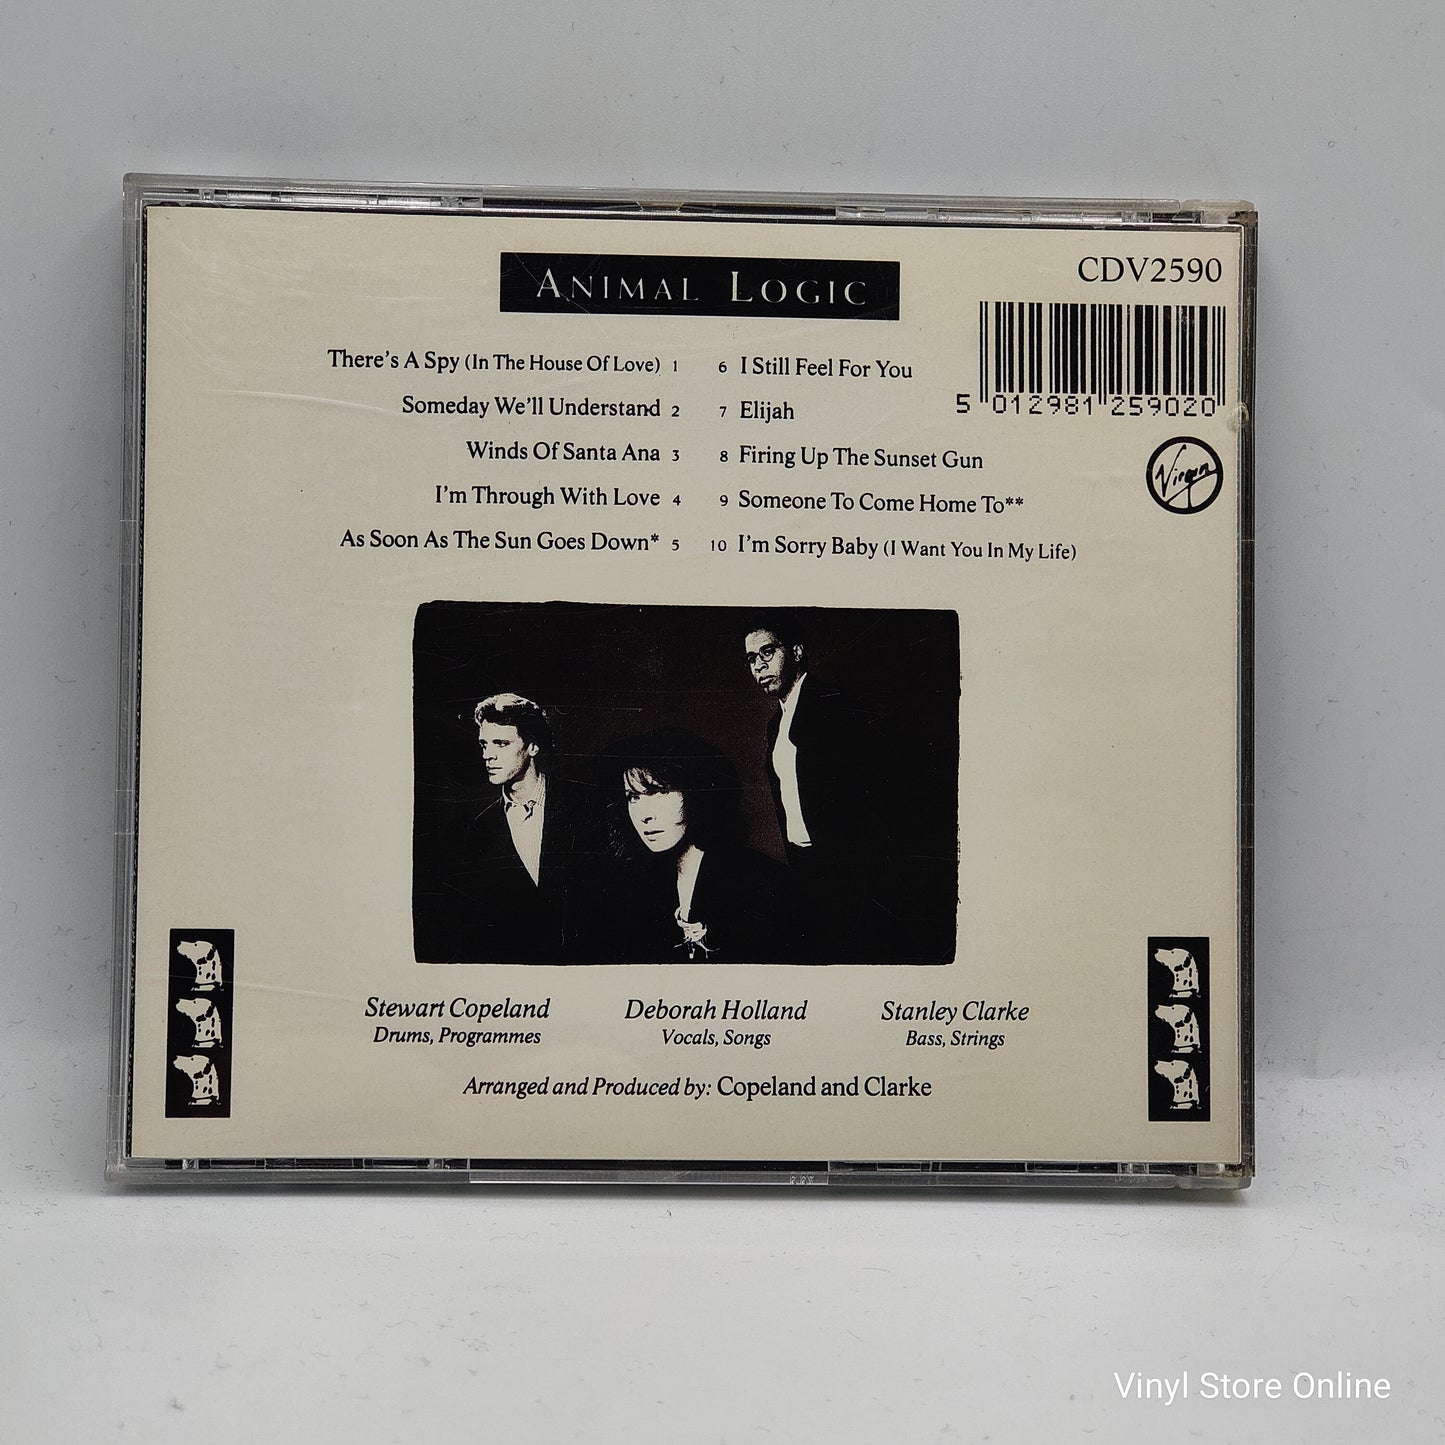 ANIMAL LOGIC
CDV2590
5 012981 259020
Virgin
There's A Spy (In The House Of Love) 1
Someday We'll Understand 2
Winds Of Santa Ana 3
I'm Through With Love 4
As Soon As The Sun Goes Down* 5
6 I Still Feel For You
7 Elijah
8 Firing Up The Sunset Gun
9 Someone To Come Home To**
10 I'm Sorry Baby (I Want You In My Life)
Stewart Copeland
Drums, Programmes
Deborah Holland
Vocals, Songs
Stanley Clarke
Bass, Strings
Arranged and Produced by: Copeland and Clarke
Vinyl Store Online